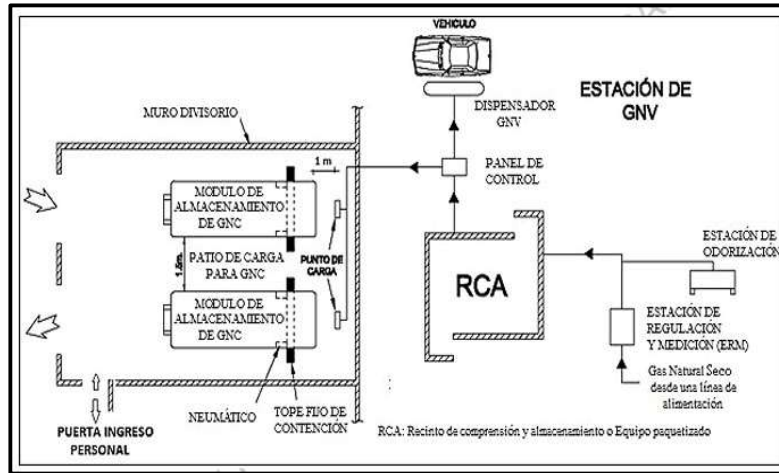 VEHICULO
ESTACIÓN DE
GNV
MURO DIVISORIO
DISPENSADOR
GNV
1 m
PANEL DE
CONTROL
MODULO DE
ALMACENAMIENTO
DE GNC
PATIO DE CARGA
PARA GNC
1.5m
PUNTO DE
CARGA
MODULO DE
ALMACENAMIENTO
DE GNC
RCA
ESTACIÓN DE
ODORIZACIÓN
ESTACIÓN DE
REGULACIÓN
Y MEDICIÓN (ERM)
Gas Natural Seco
desde una línea de
alimentación
NEUMÁTICO
TOPE FIJO DE
CONTENCIÓN
PUERTA INGRESO
PERSONAL
RCA: Recinto de comprensión y almacenamiento o Equipo paquetizado